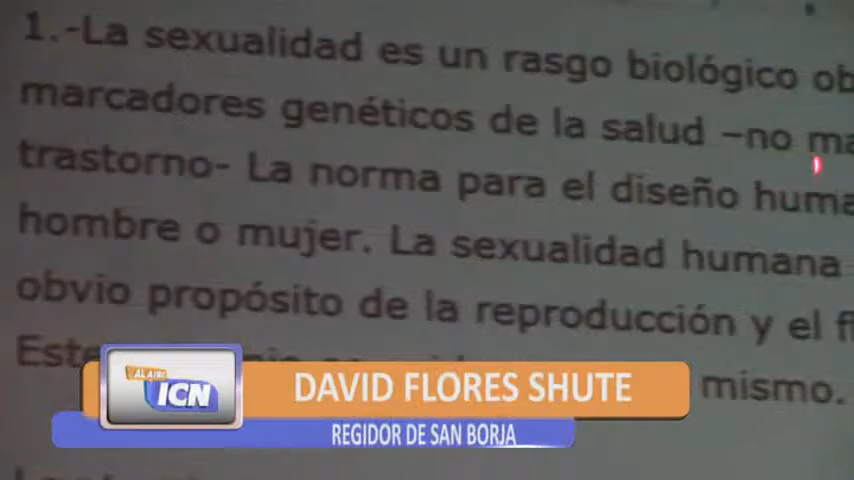 1.-La sexualidad es un rasgo biológico ob
marcadores genéticos de la salud –no ma
trastorno- La norma para el diseño huma
hombre o mujer. La sexualidad humana
obvio propósito de la reproducción y el f
Este mismo.
AL AIRE
ICN
DAVID FLORES SHUTE
REGIDOR DE SAN BORJA